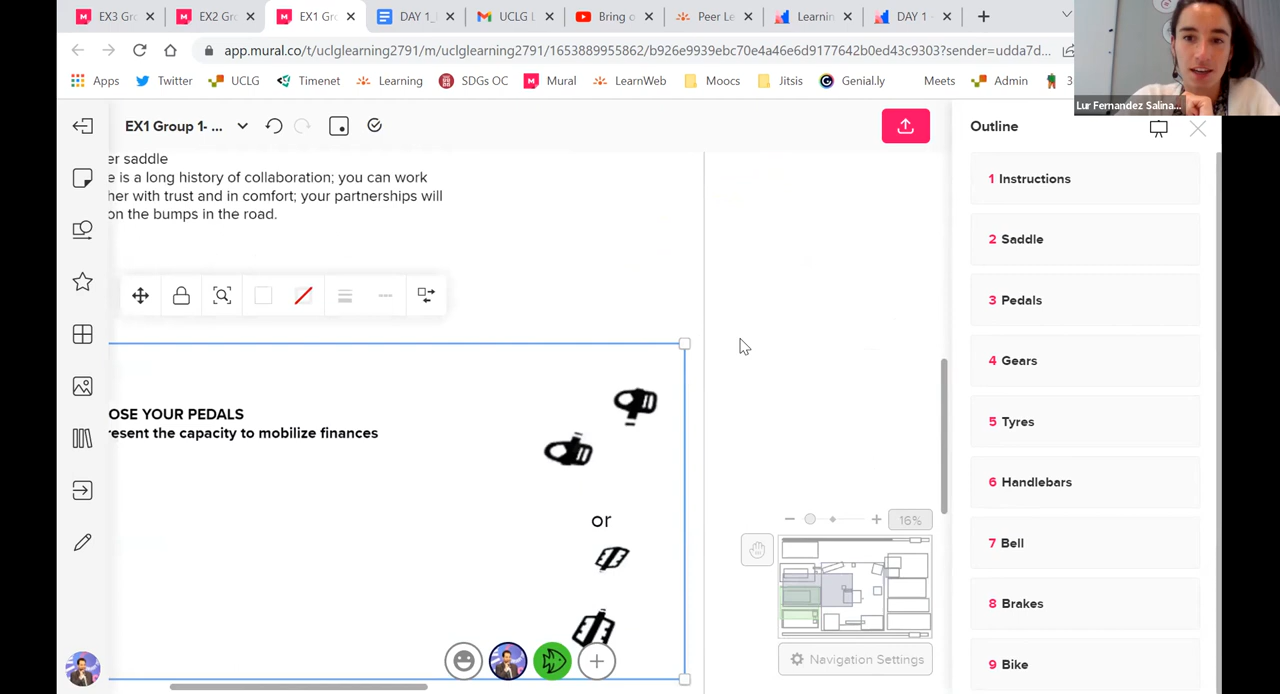 EX3 Gr
EX2 Gr
EX1 Gr
DAY 1_
UCLG L
Bring o
Peer Le
Learnin
DAY 1 -
app.mural.co/t/uclglearning2791/m/uclglearning2791/1653889955862/b926e9939ebc70e4a46e6d9177642b0ed43c9303?sender=udda7d...
Apps
Twitter
UCLG
Timenet
Learning
SDGs OC
Mural
LearnWeb
Moocs
Jitsis
Genial.ly
Meets
Admin
3
Lur Fernandez Salina...
EX1 Group 1- ...
Outline
er saddle
e is a long history of collaboration; you can work
her with trust and in comfort; your partnerships will
on the bumps in the road.
OSE YOUR PEDALS
resent the capacity to mobilize finances
or
1 Instructions
2 Saddle
3 Pedals
4 Gears
5 Tyres
6 Handlebars
7 Bell
8 Brakes
9 Bike
16%
Navigation Settings